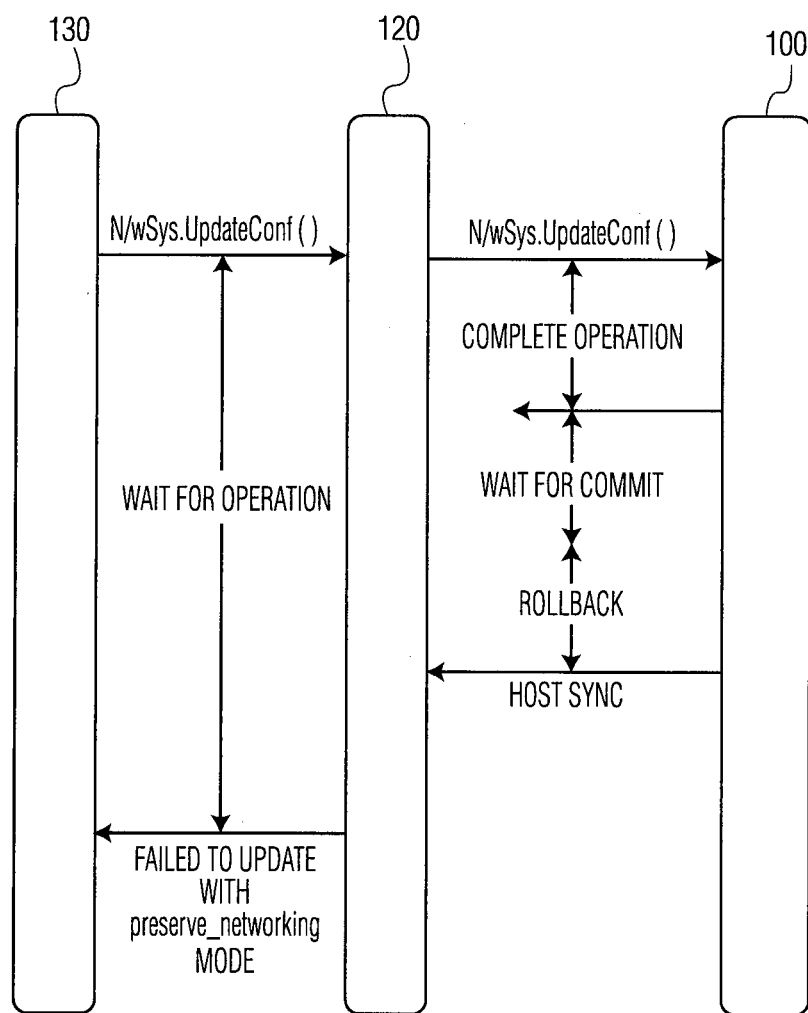 130
120
100
N/wSys.UpdateConf ( )
N/wSys.UpdateConf ( )
COMPLETE OPERATION
WAIT FOR OPERATION
WAIT FOR COMMIT
ROLLBACK
HOST SYNC
FAILED TO UPDATE
WITH
preserve_networking
MODE